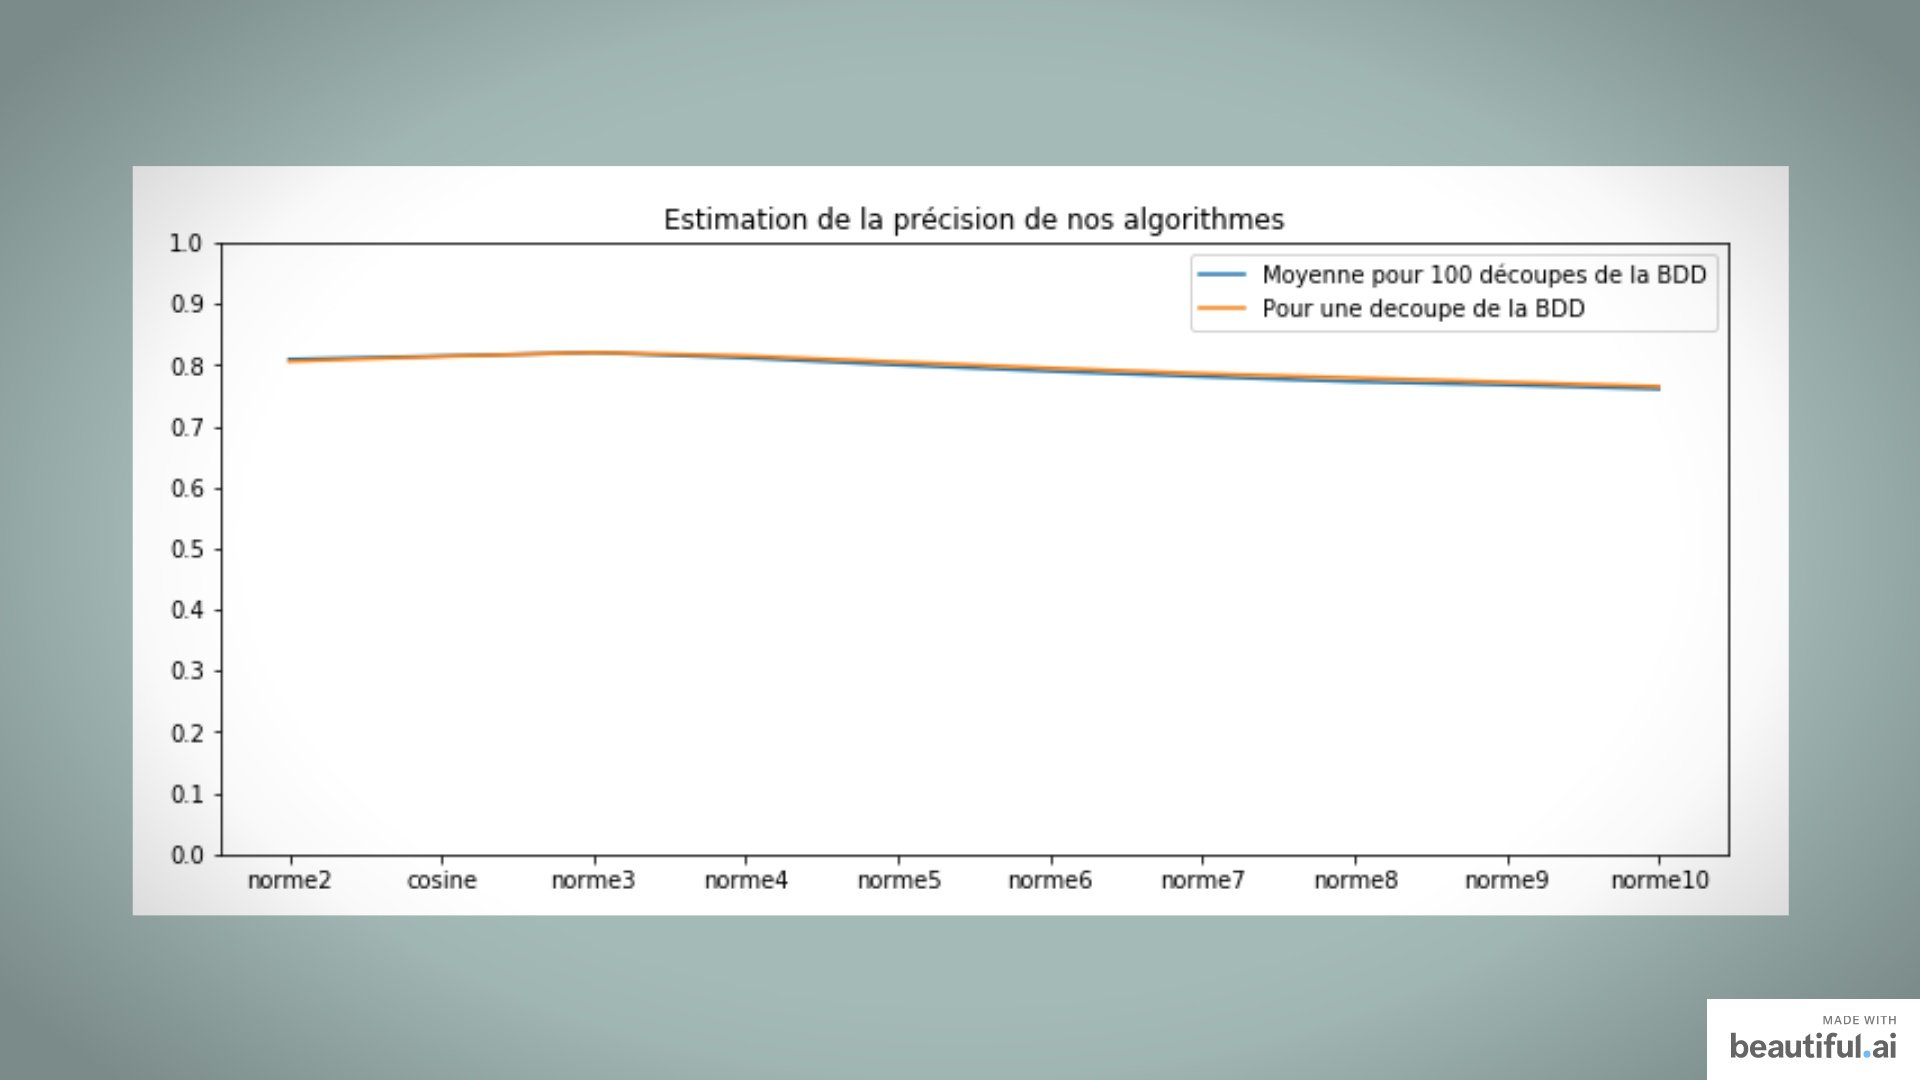 Estimation de la précision de nos algorithmes
Moyenne pour 100 découpes de la BDD
Pour une decoupe de la BDD
1.0
0.9
0.8
0.7
0.6
0.5
0.4
0.3
0.2
0.1
0.0
norme2 cosine norme3 norme4 norme5 norme6 norme7 norme8 norme9 norme10
MADE WITH
beautiful.ai